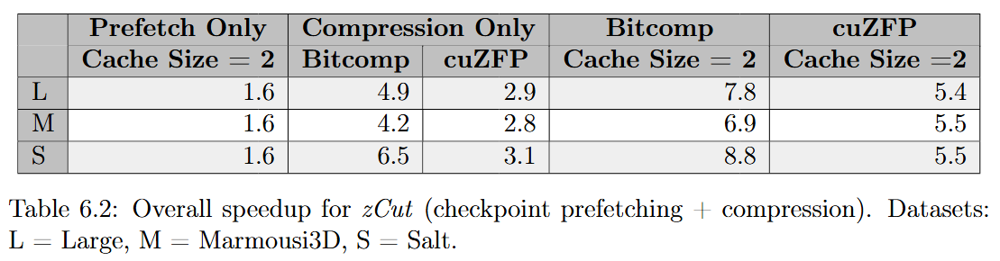 Prefetch Only Compression Only Bitcomp cuZFP
Cache Size = 2 Bitcomp cuZFP Cache Size = 2 Cache Size =2
L 1.6 4.9 2.9 7.8 5.4
M 1.6 4.2 2.8 6.9 5.5
S 1.6 6.5 3.1 8.8 5.5
Table 6.2: Overall speedup for zCut (checkpoint prefetching + compression). Datasets:
L = Large, M = Marmousi3D, S = Salt.